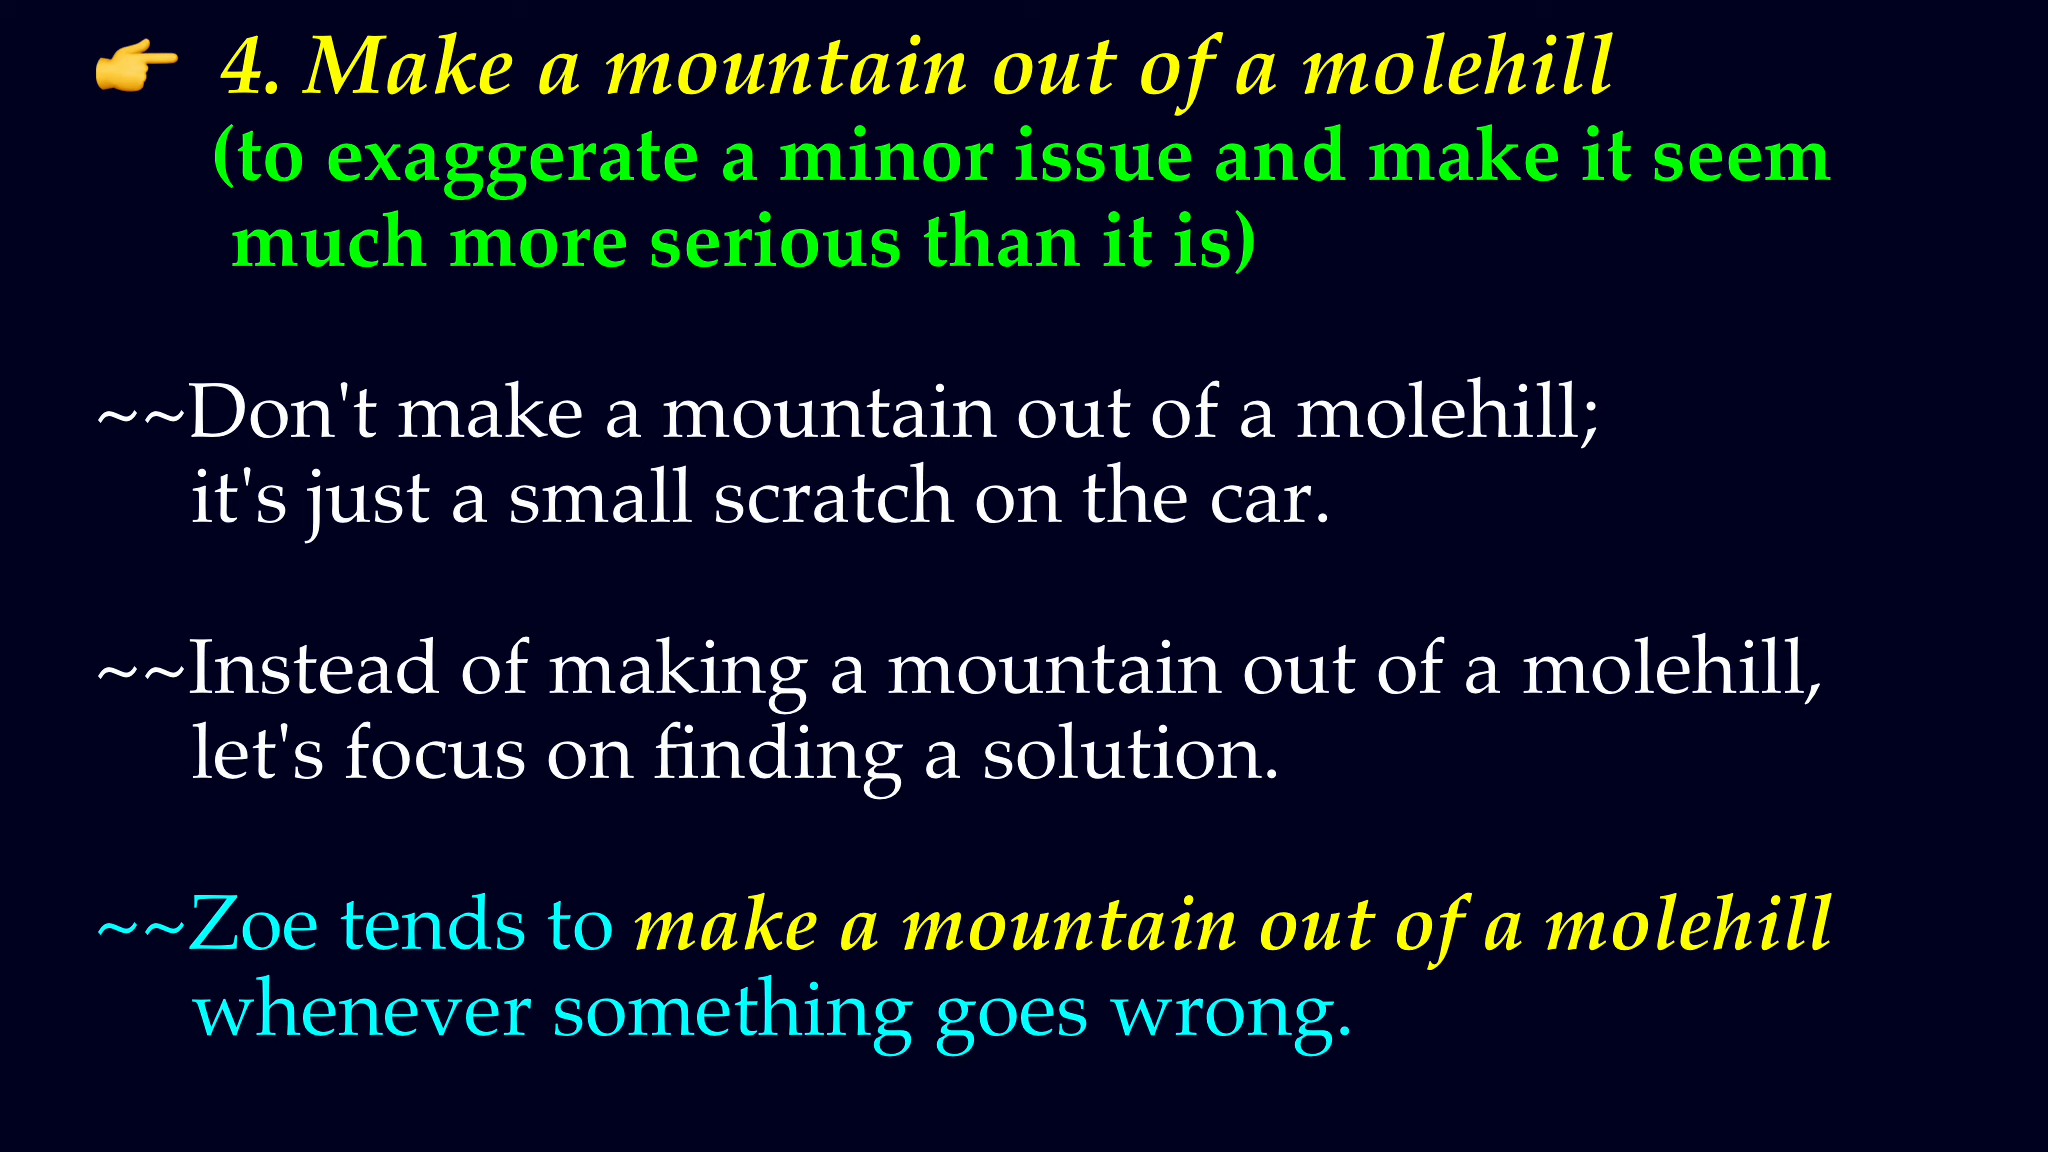 👉 4. Make a mountain out of a molehill
(to exaggerate a minor issue and make it seem
much more serious than it is)
~~Don't make a mountain out of a molehill;
it's just a small scratch on the car.
~~Instead of making a mountain out of a molehill,
let's focus on finding a solution.
~~Zoe tends to make a mountain out of a molehill
whenever something goes wrong.